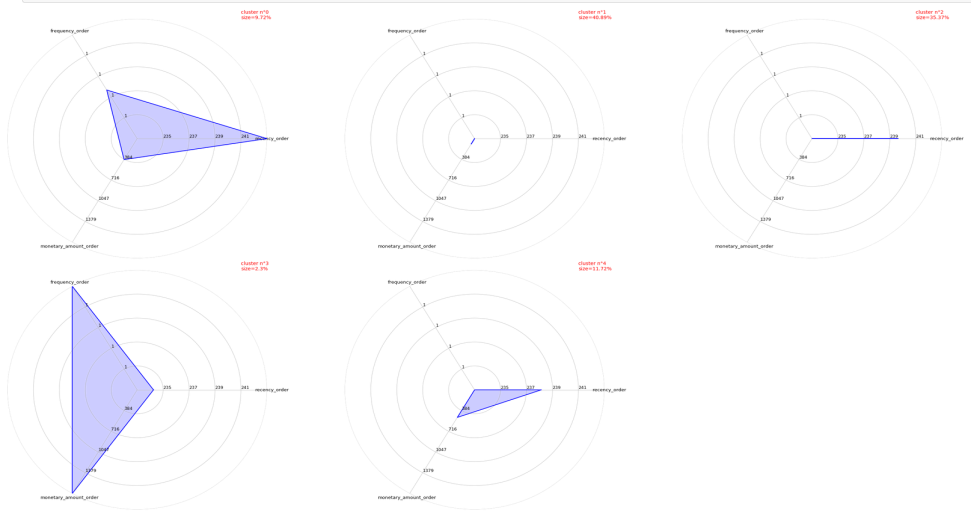 cluster n°0
size=9.72%
frequency_order
1
1
1
1
235
237
239
241
recency_order
384
716
1047
1379
monetary_amount_order
cluster n°1
size=40.89%
frequency_order
1
1
1
1
235
237
239
241
recency_order
384
716
1047
1379
monetary_amount_order
cluster n°2
size=35.37%
frequency_order
1
1
1
1
235
237
239
241
recency_order
384
716
1047
1379
monetary_amount_order
cluster n°3
size=2.3%
frequency_order
1
1
1
235
237
239
241
recency_order
384
716
1047
1379
monetary_amount_order
cluster n°4
size=11.72%
frequency_order
1
1
1
1
235
237
239
241
recency_order
384
716
1047
1379
monetary_amount_order